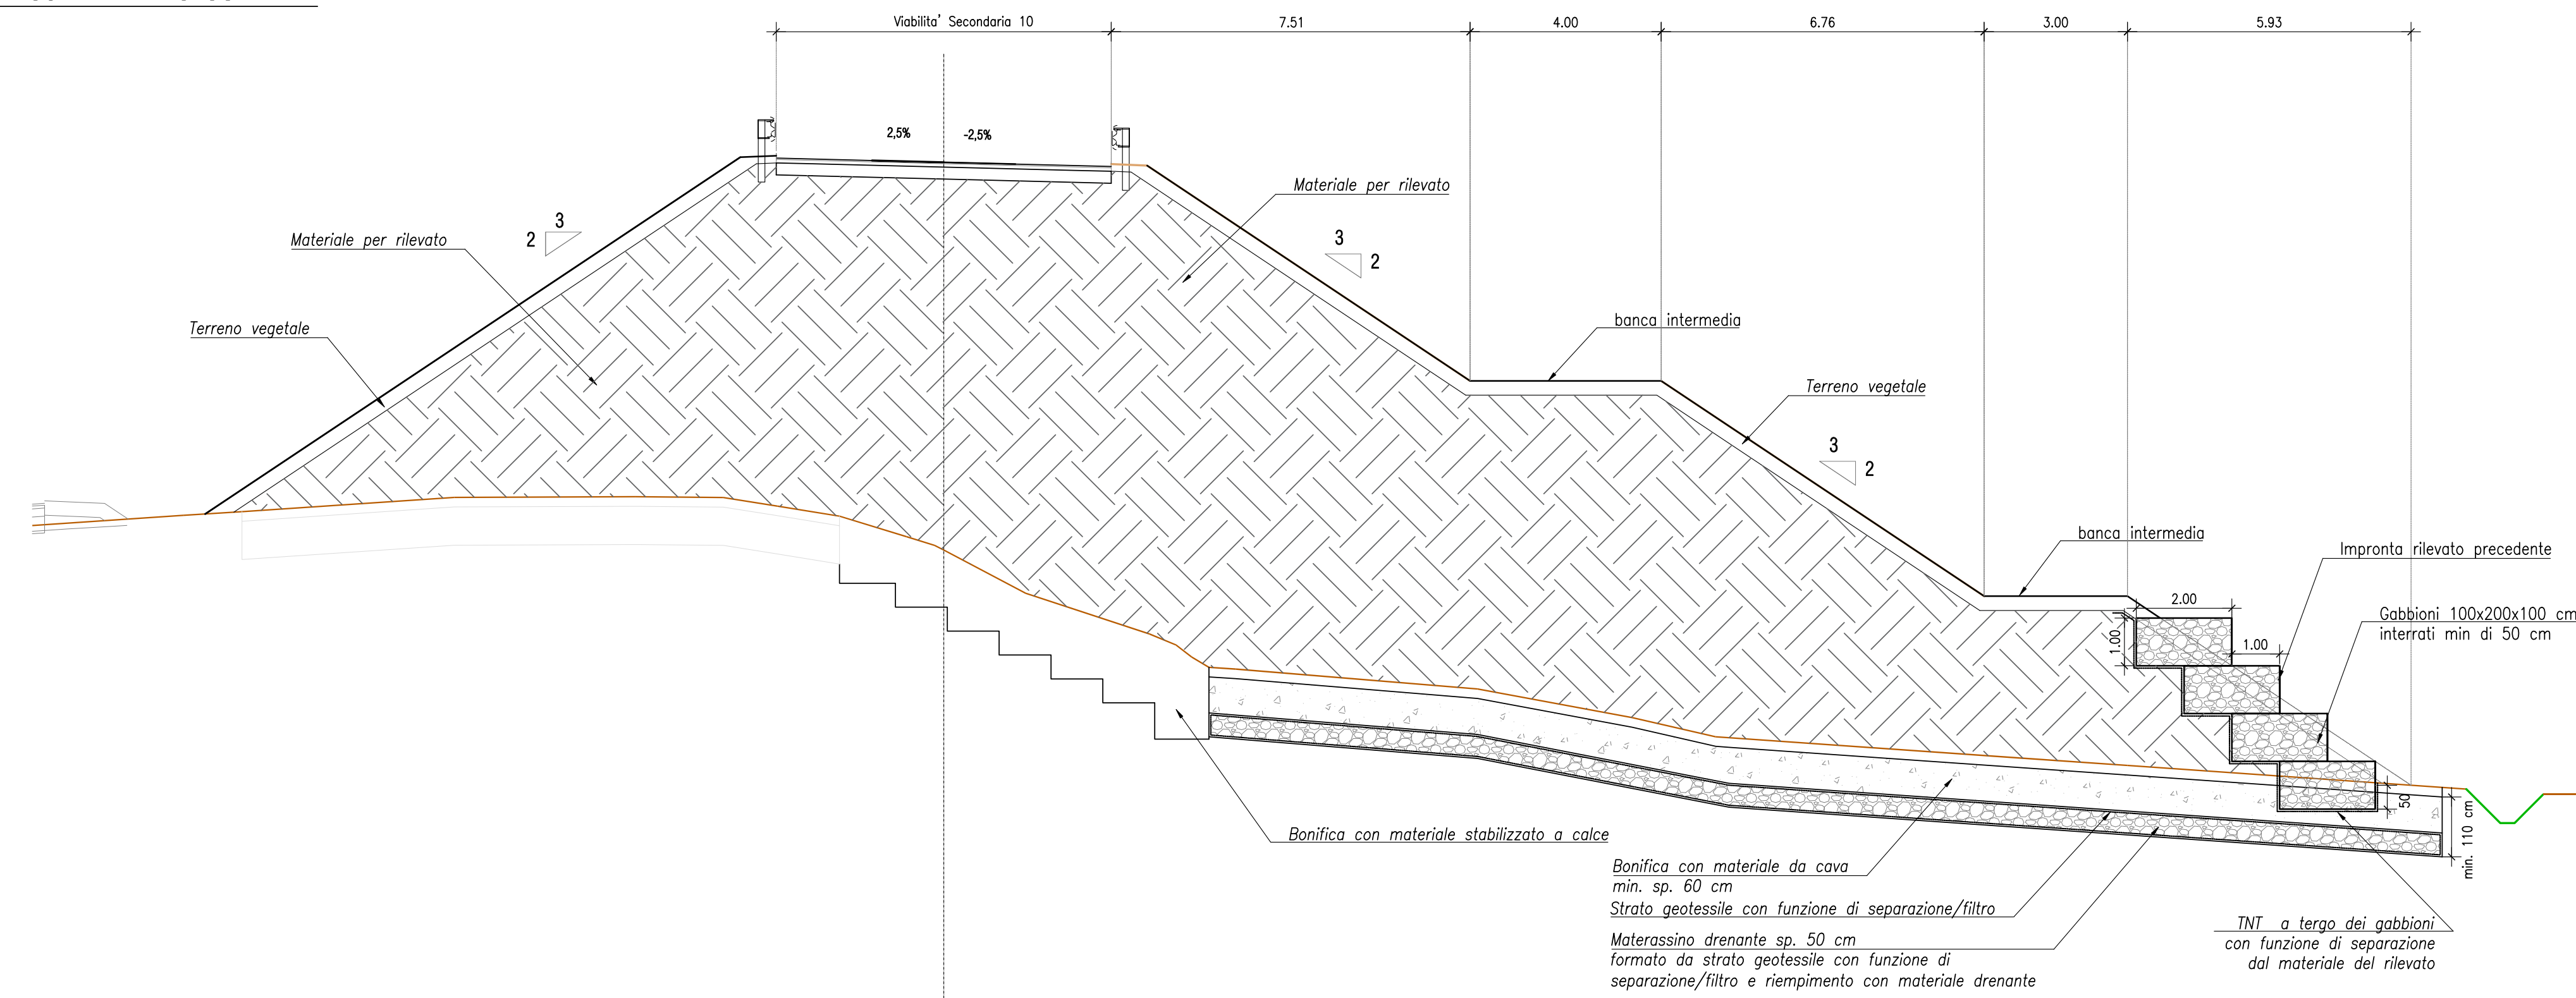 Viabilita' Secondaria 10
7.51
4.00
6.76
3.00
5.93
2,5%
-2,5%
Materiale per rilevato
3
2
Materiale per rilevato
3
2
Terreno vegetale
banca intermedia
Terreno vegetale
3
2
banca intermedia
Impronta rilevato precedente
2.00
Gabbioni 100x200x100 cm
interrati min di 50 cm
1.00
1.00
50
min. 110 cm
Bonifica con materiale stabilizzato a calce
Bonifica con materiale da cava
min. sp. 60 cm
Strato geotessile con funzione di separazione/filtro
Materassino drenante sp. 50 cm
formato da strato geotessile con funzione di
separazione/filtro e riempimento con materiale drenante
TNT a tergo dei gabbioni
con funzione di separazione
dal materiale del rilevato